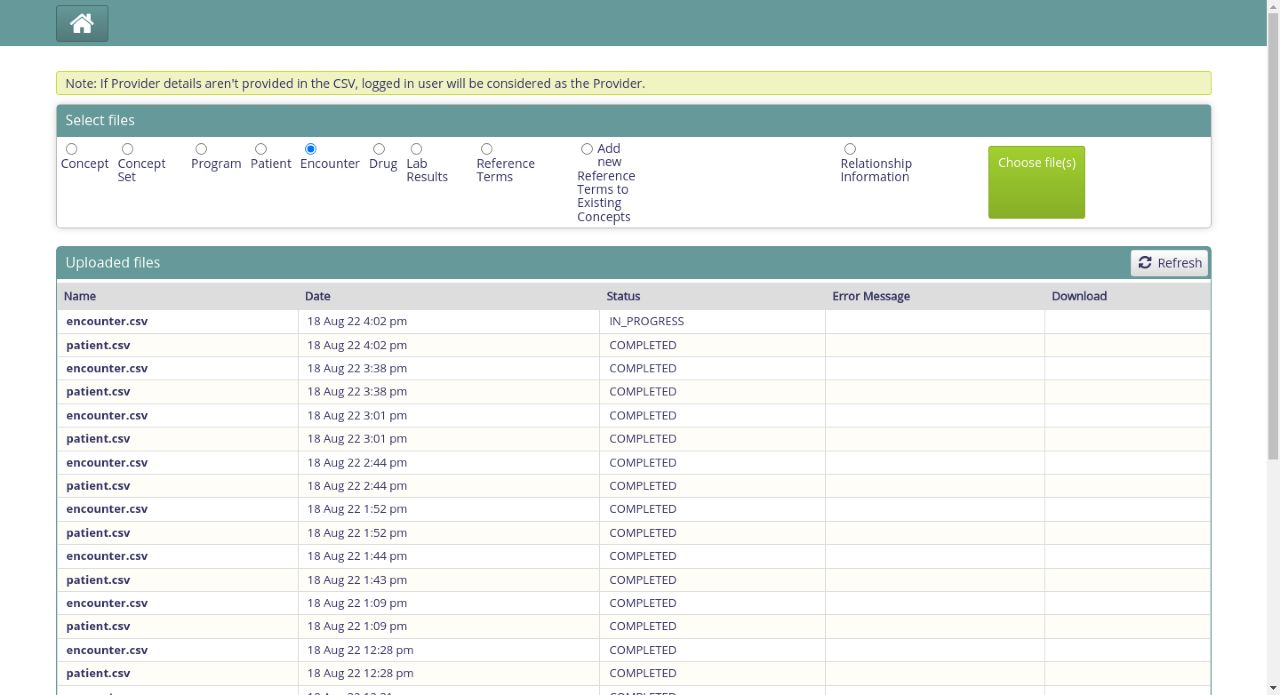 Note: If Provider details aren't provided in the CSV, logged in user will be considered as the Provider.
Select files
Concept
Concept Set
Program
Patient
Encounter
Drug
Lab Results
Reference Terms
Add new Reference Terms to Existing Concepts
Relationship Information
Choose file(s)
Uploaded files
Refresh
Name Date Status Error Message Download
encounter.csv 18 Aug 22 4:02 pm IN_PROGRESS
patient.csv 18 Aug 22 4:02 pm COMPLETED
encounter.csv 18 Aug 22 3:38 pm COMPLETED
patient.csv 18 Aug 22 3:38 pm COMPLETED
encounter.csv 18 Aug 22 3:01 pm COMPLETED
patient.csv 18 Aug 22 3:01 pm COMPLETED
encounter.csv 18 Aug 22 2:44 pm COMPLETED
patient.csv 18 Aug 22 2:44 pm COMPLETED
encounter.csv 18 Aug 22 1:52 pm COMPLETED
patient.csv 18 Aug 22 1:52 pm COMPLETED
encounter.csv 18 Aug 22 1:44 pm COMPLETED
patient.csv 18 Aug 22 1:43 pm COMPLETED
encounter.csv 18 Aug 22 1:09 pm COMPLETED
patient.csv 18 Aug 22 1:09 pm COMPLETED
encounter.csv 18 Aug 22 12:28 pm COMPLETED
patient.csv 18 Aug 22 12:28 pm COMPLETED